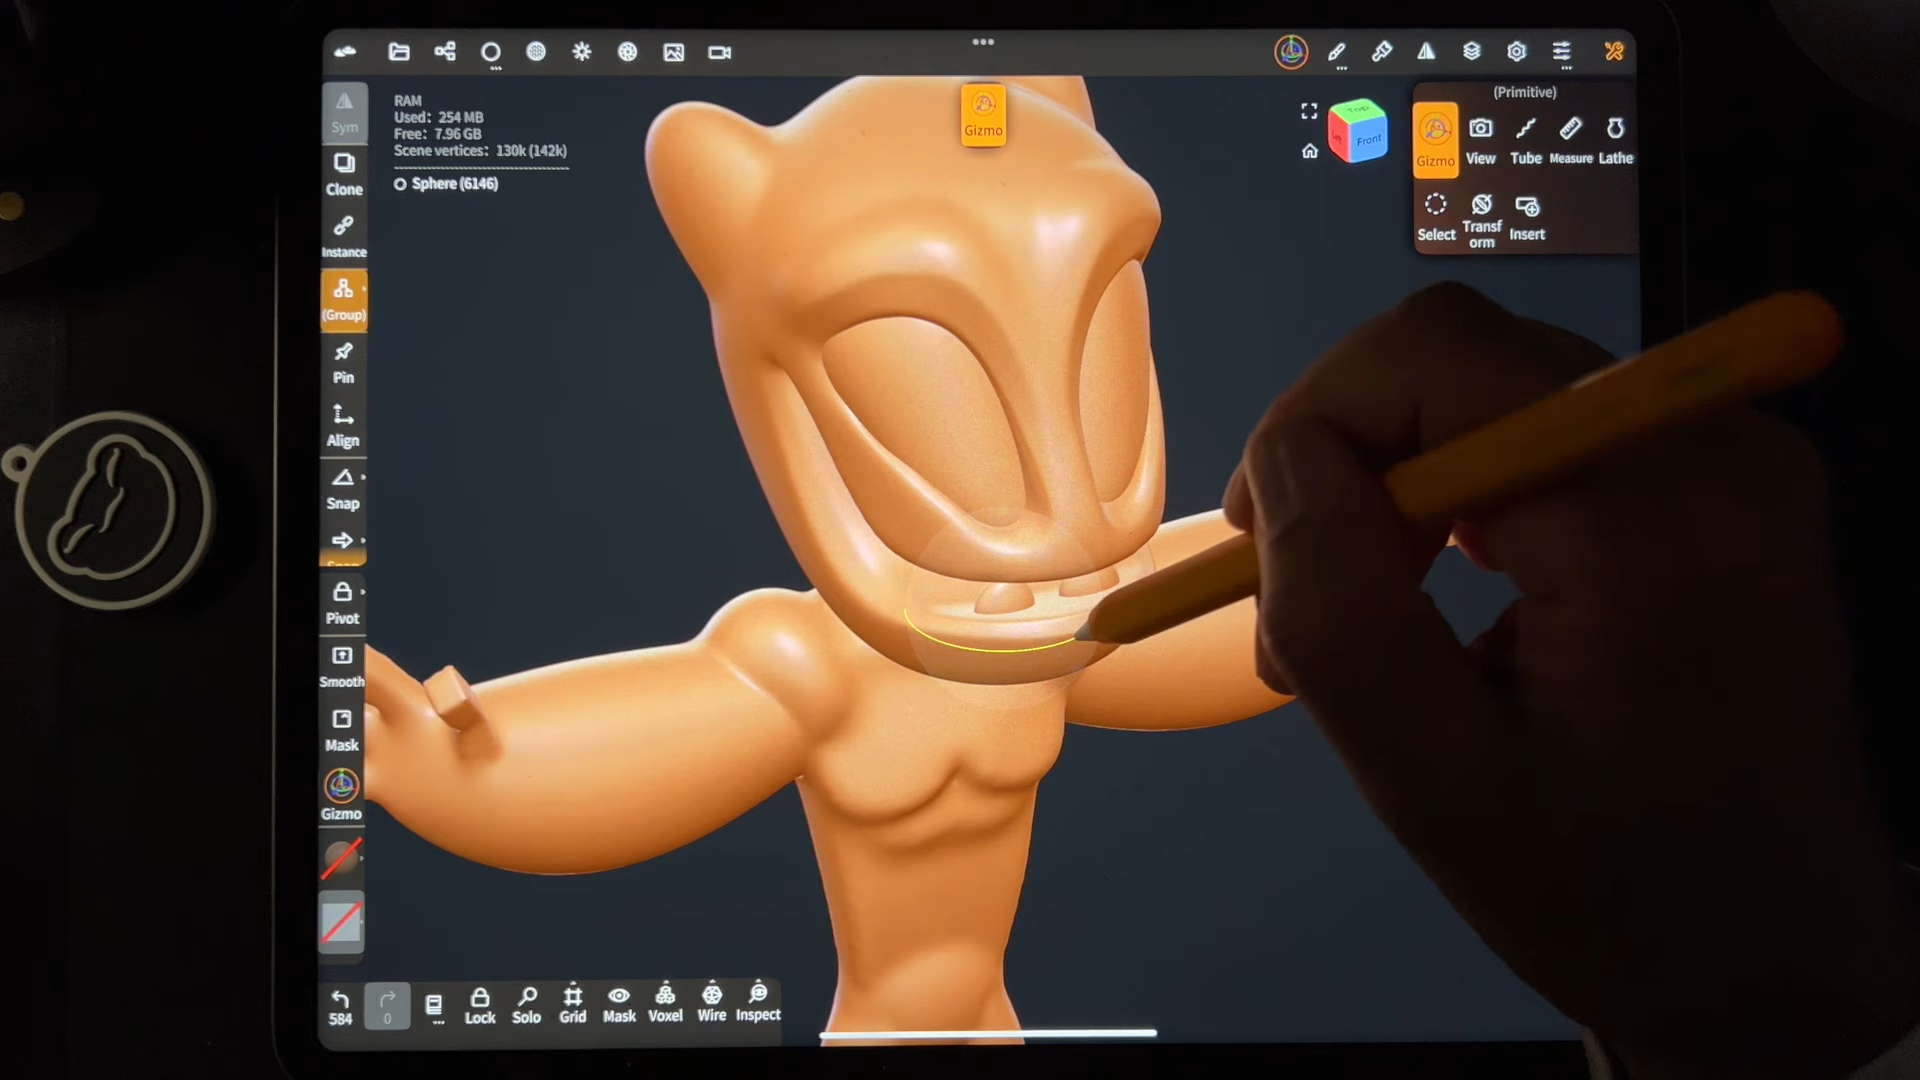 RAM
Used: 254 MB
Free: 7.96 GB
Scene vertices: 130k (142k)
Sphere (6146)
Sym
Clone
Instance
(Group)
Pin
Align
Snap
Pivot
Smooth
Mask
Gizmo
Gizmo
Top
Front
(Primitive)
Gizmo
View
Tube
Measure
Lathe
Select
Transf
orm
Insert
584
0
Lock
Solo
Grid
Mask
Voxel
Wire
Inspect